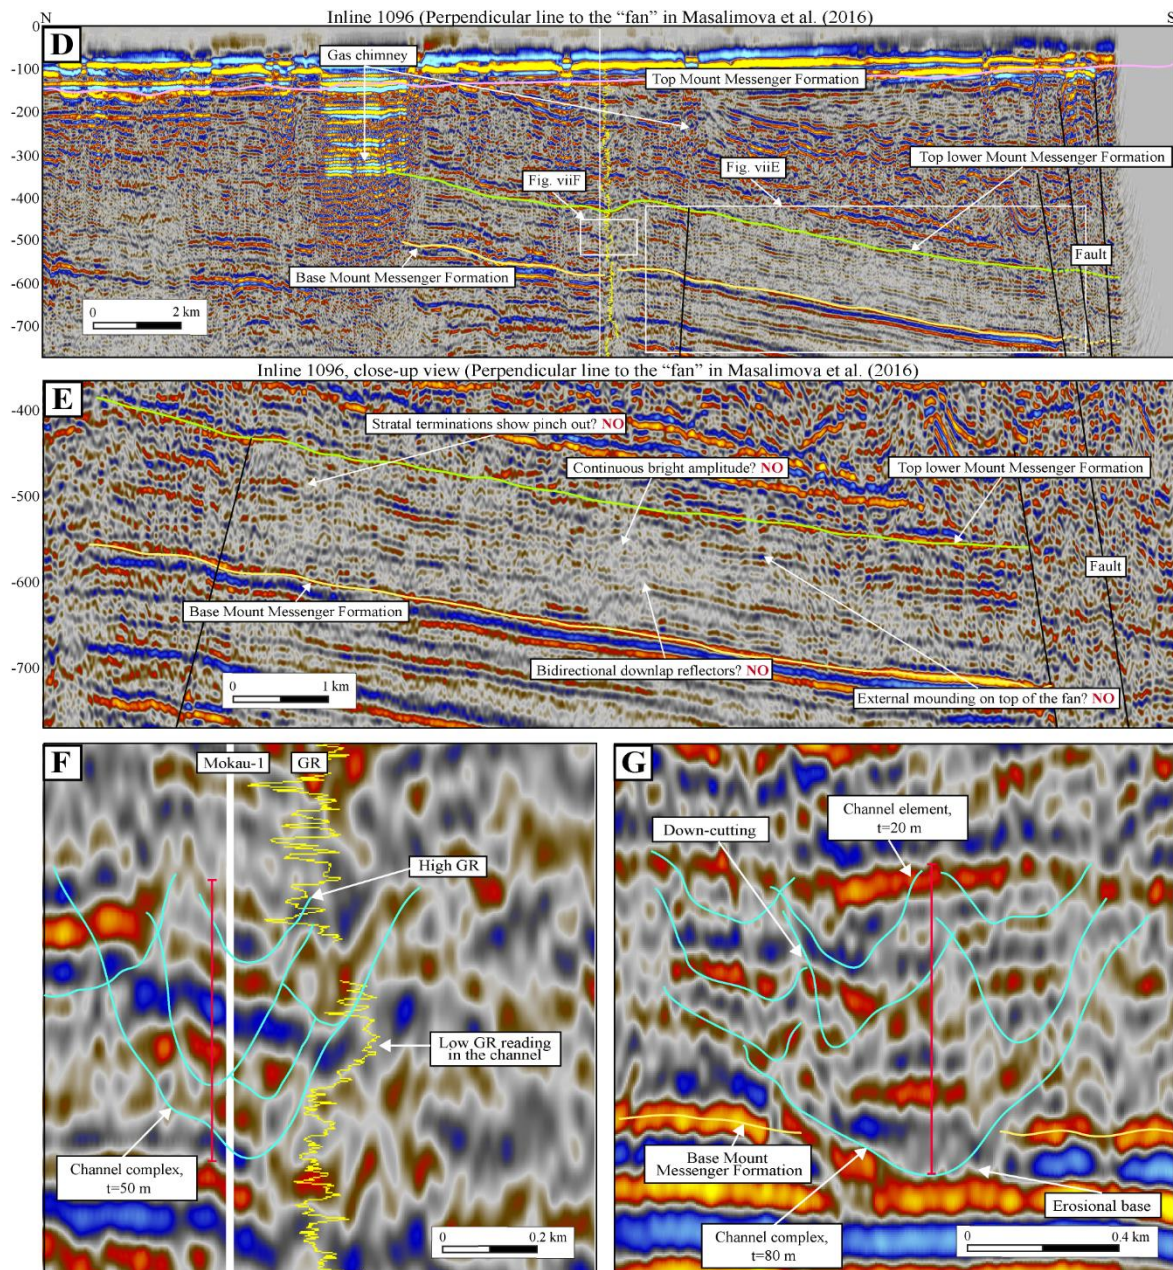 N
Inline 1096 (Perpendicular line to the “fan” in Masalimova et al. (2016)
S
D
0
-100
-200
-300
-400
-500
-600
-700
Gas chimney
Top Mount Messenger Formation
Top lower Mount Messenger Formation
Fig. viiF
Fig. viiE
Base Mount Messenger Formation
Fault
0 2 km
Inline 1096, close-up view (Perpendicular line to the “fan” in Masalimova et al. (2016)
E
-400
-500
-600
-700
Stratal terminations show pinch out? NO
Continuous bright amplitude? NO
Top lower Mount Messenger Formation
Fault
Base Mount Messenger Formation
Bidirectional downlap reflectors? NO
External mounding on top of the fan? NO
0 1 km
F
Mokau-1
GR
High GR
Low GR reading
in the channel
Channel complex,
t=50 m
0 0.2 km
G
Channel element,
t=20 m
Down-cutting
Base Mount
Messenger Formation
Erosional base
Channel complex,
t=80 m
0 0.4 km